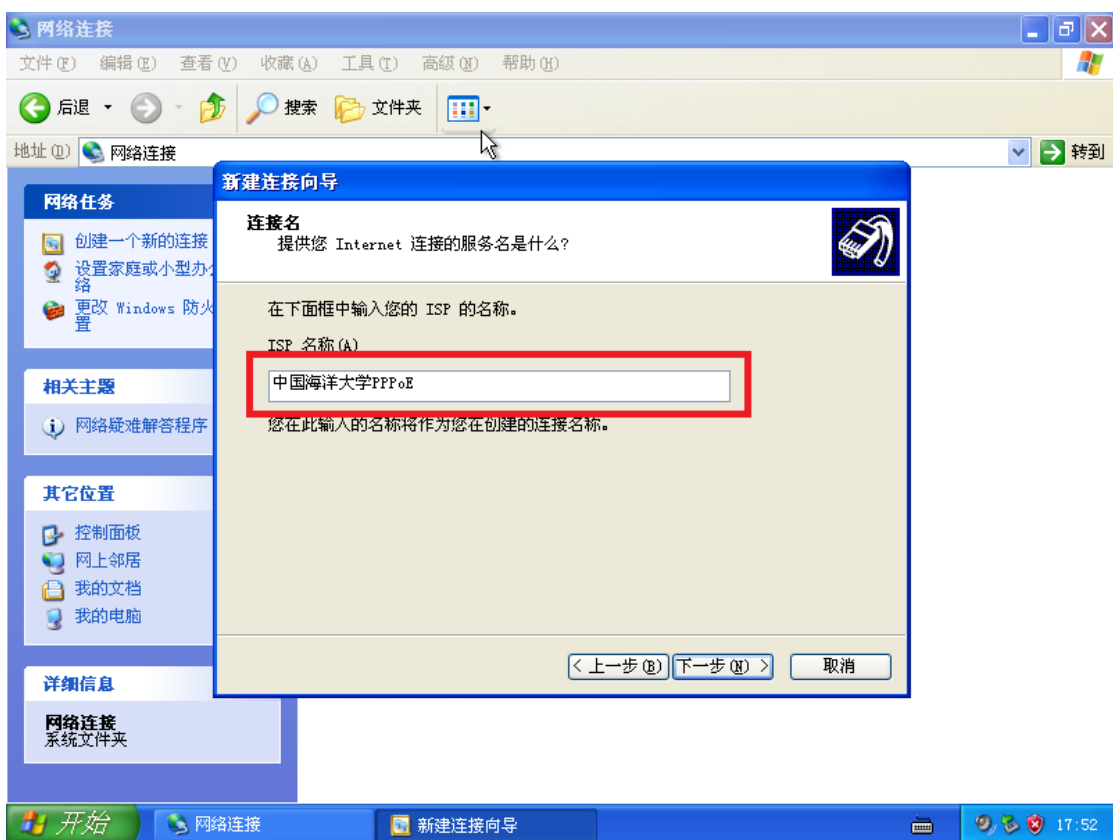 网络连接
文件(F) 编辑(E) 查看(V) 收藏(A) 工具(T) 高级(N) 帮助(H)
后退 搜索 文件夹
地址(D) 网络连接 转到
网络任务
创建一个新的连接
设置家庭或小型办
络
更改 Windows 防火
置
相关主题
网络疑难解答程序
其它位置
控制面板
网上邻居
我的文档
我的电脑
详细信息
网络连接
系统文件夹
新建连接向导
连接名
提供您 Internet 连接的服务名是什么?
在下面框中输入您的 ISP 的名称。
ISP 名称(A)
中国海洋大学PPPoE
您在此输入的名称将作为您在创建的连接名称。
< 上一步(B) 下一步(N) > 取消
开始 网络连接 新建连接向导 17:52